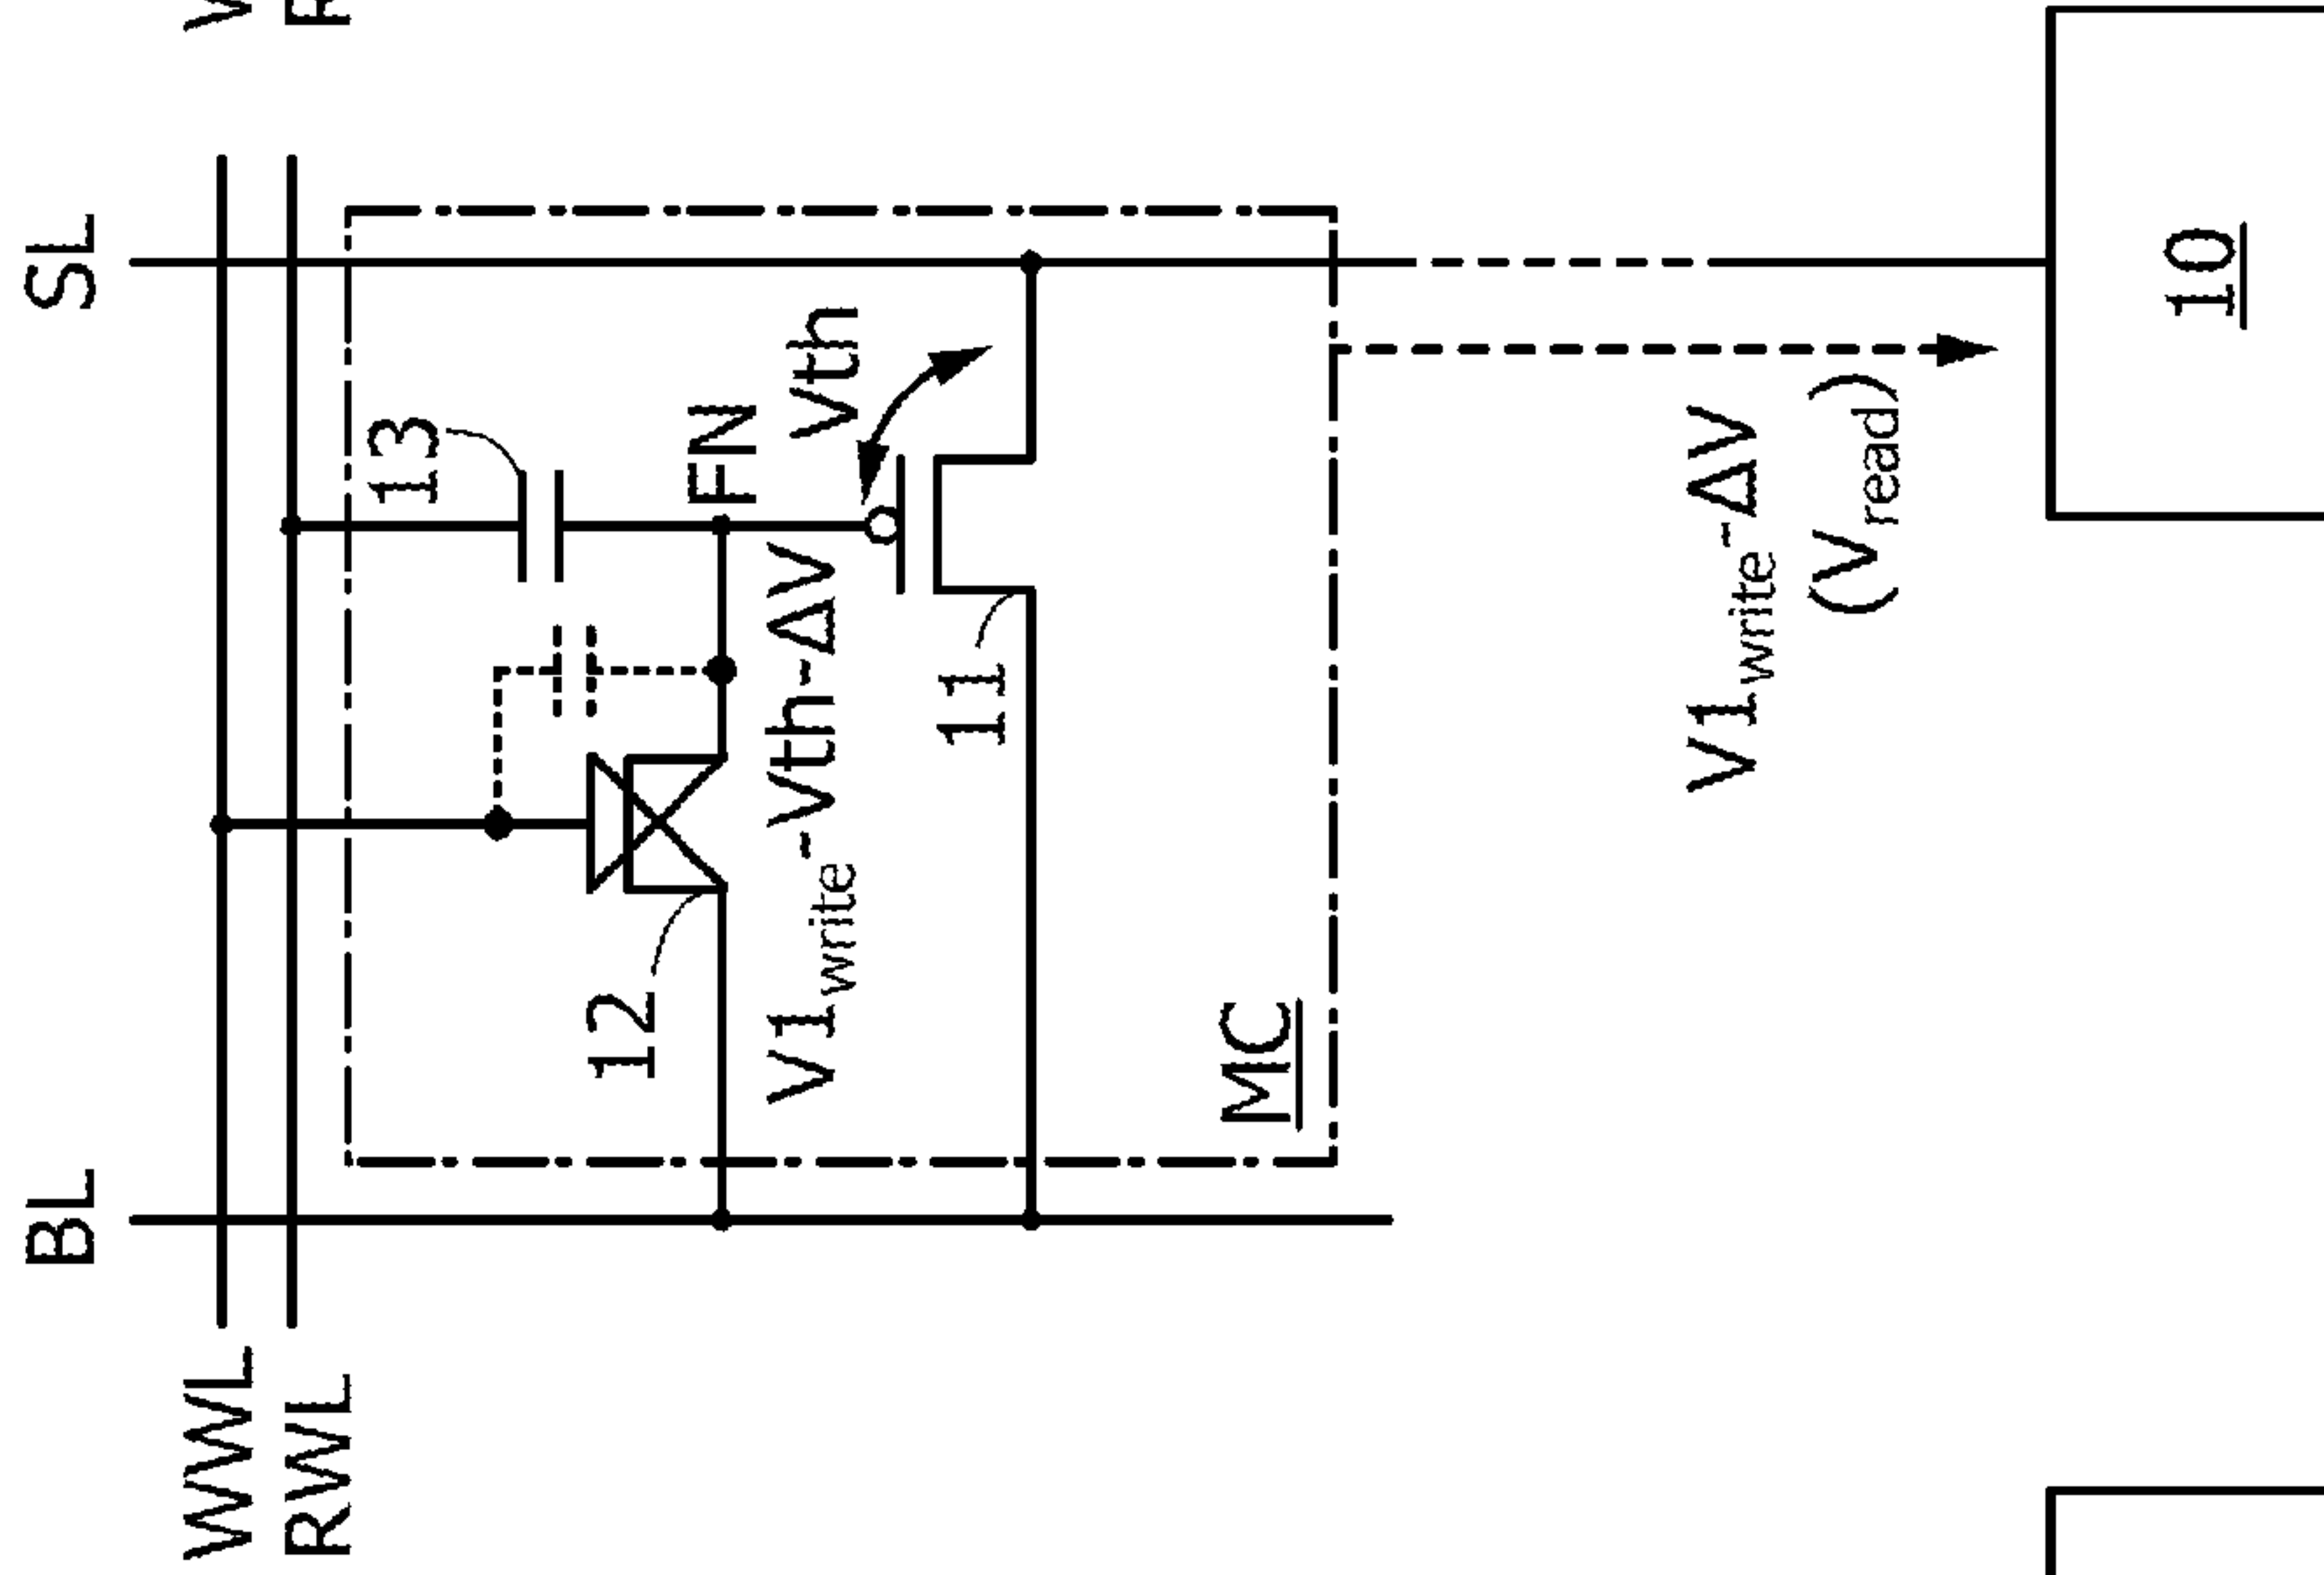 BL SL
WWL
RWL
13
12
FN
V1write-Vth-ΔV
Vth
11
MC
V1write-ΔV
(Vread)
10